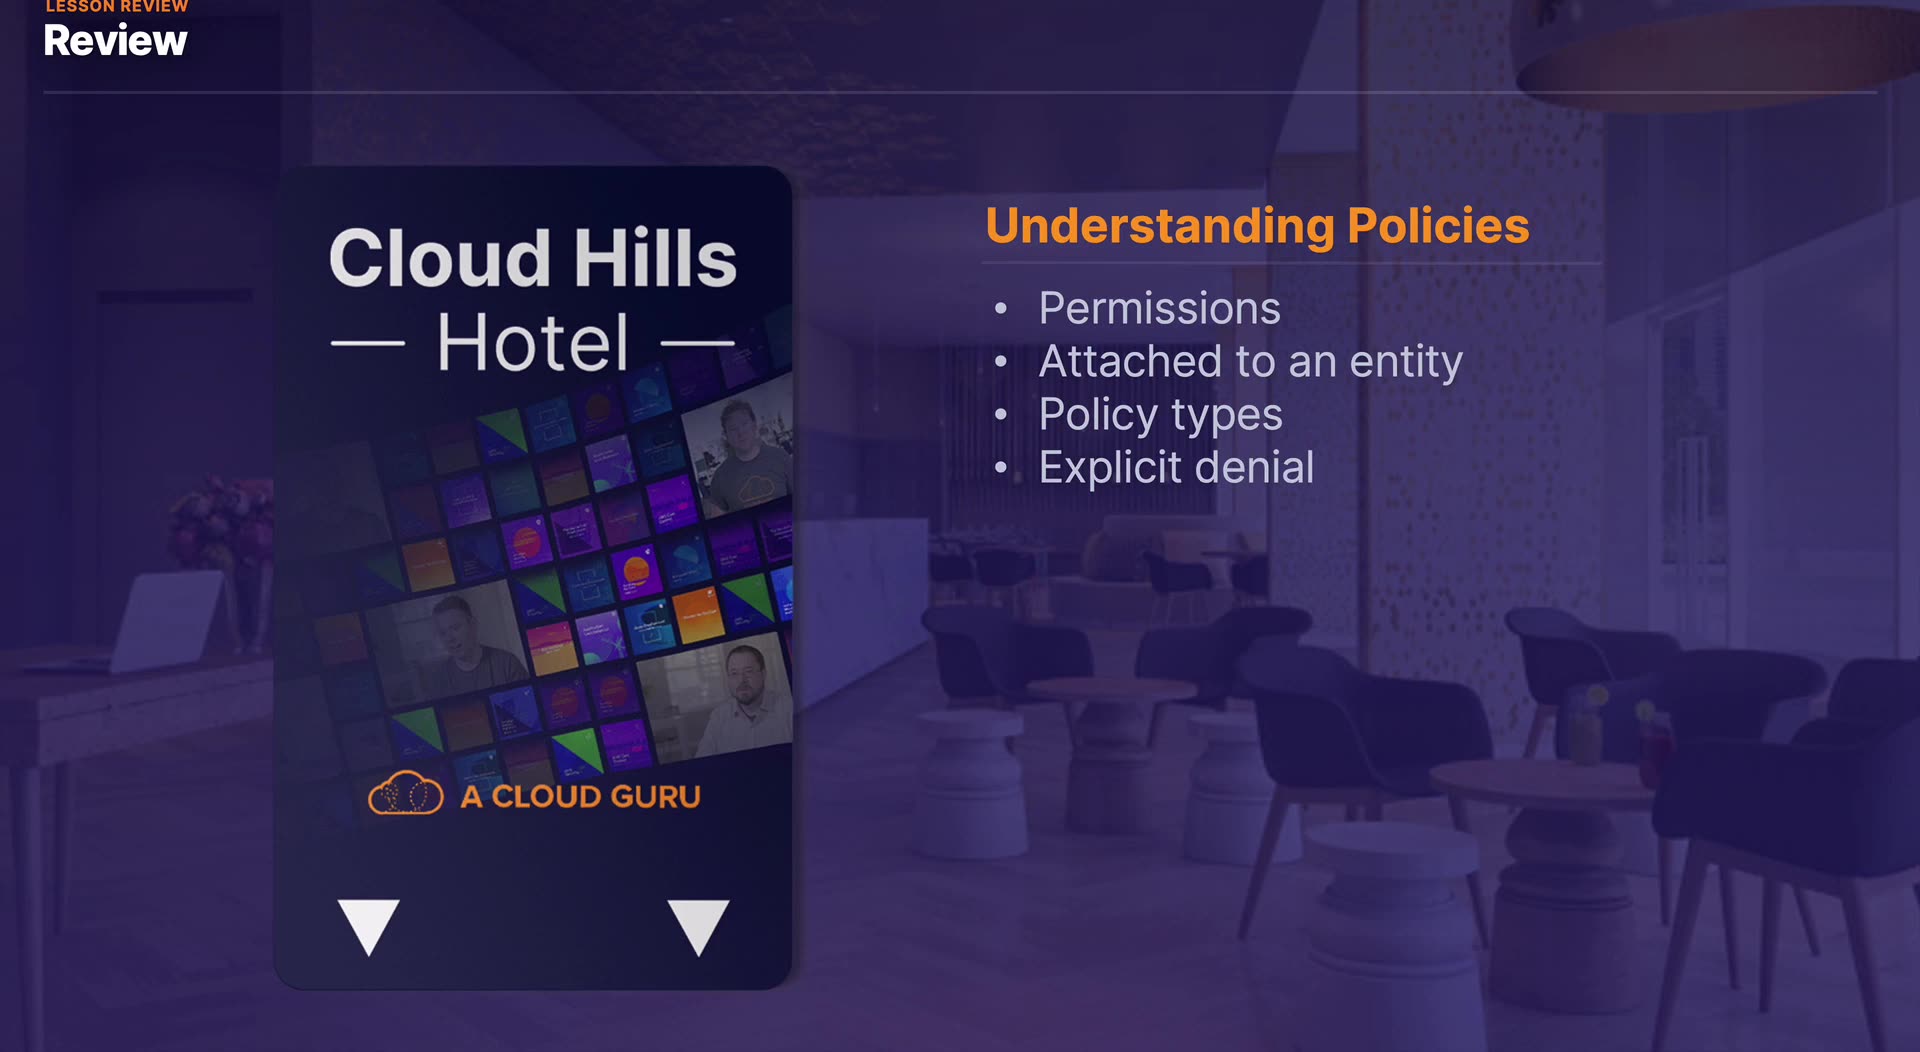 LESSON REVIEW
Review
Cloud Hills
Hotel
A CLOUD GURU
Understanding Policies
• Permissions
• Attached to an entity
• Policy types
• Explicit denial